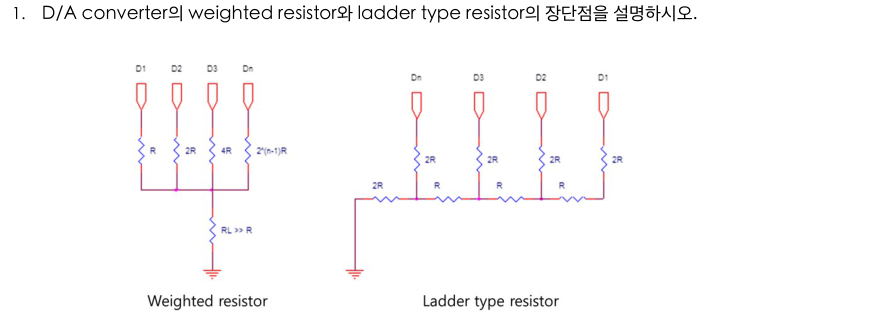 1. D/A converter의 weighted resistor와 ladder type resistor의 장단점을 설명하시오.
D1 D2 D3 Dn
Dn D3 D2 D1
R 2R 4R 2^(n-1)R
2R 2R 2R 2R
2R R R R
RL >> R
Weighted resistor
Ladder type resistor